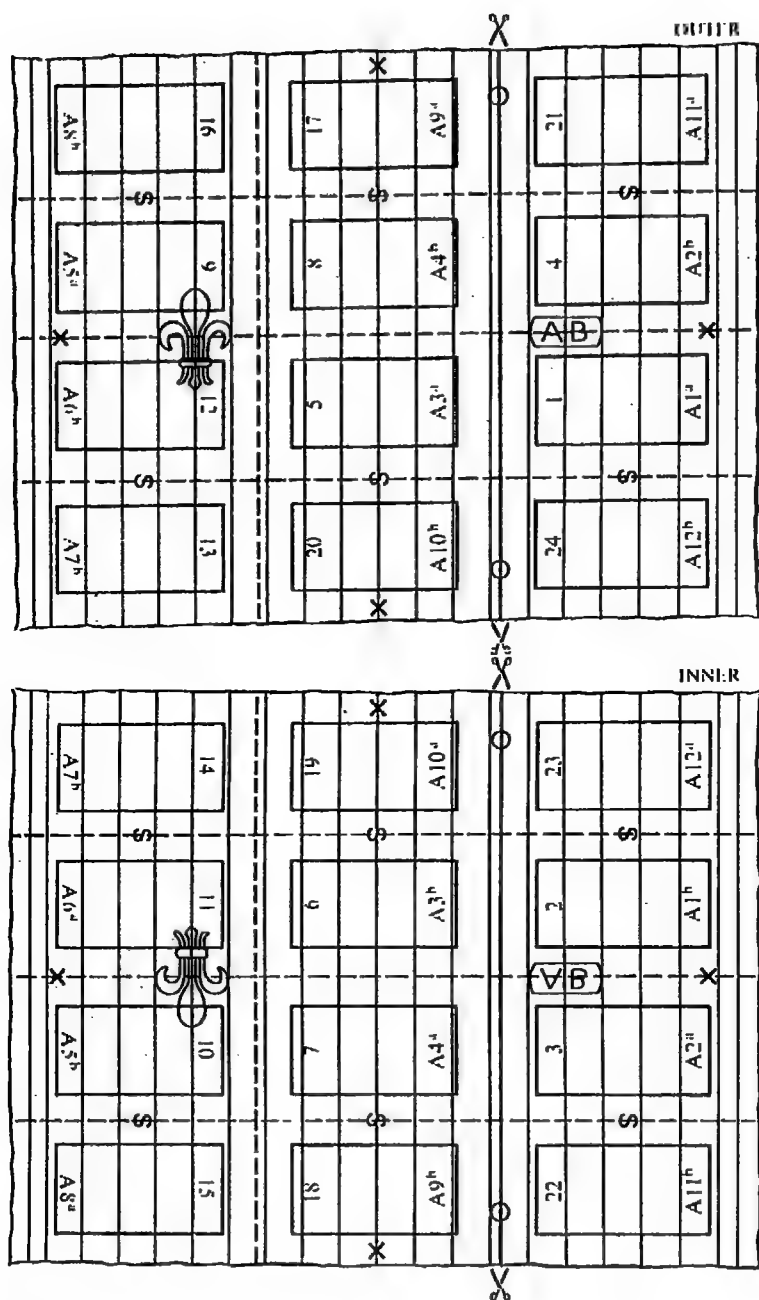 OUTER
A8ᵇ 16 17 A9ᵃ 21 A11ᵃ
S S S
A5ᵃ 9 8 A4ᵇ 4 A2ᵇ
AB
A6ᵇ 12 5 A3ᵃ 1 A1ᵃ
S S S
A7ᵇ 13 20 A10ᵇ 24 A12ᵇ
INNER
A7ᵇ 14 19 A10ᵃ 23 A12ᵃ
S S S
A6ᵃ 11 6 A3ᵇ 2 A1ᵇ
AB
A5ᵇ 10 7 A4ᵃ 3 A2ᵃ
S S S
A8ᵃ 15 18 A9ᵇ 22 A11ᵇ